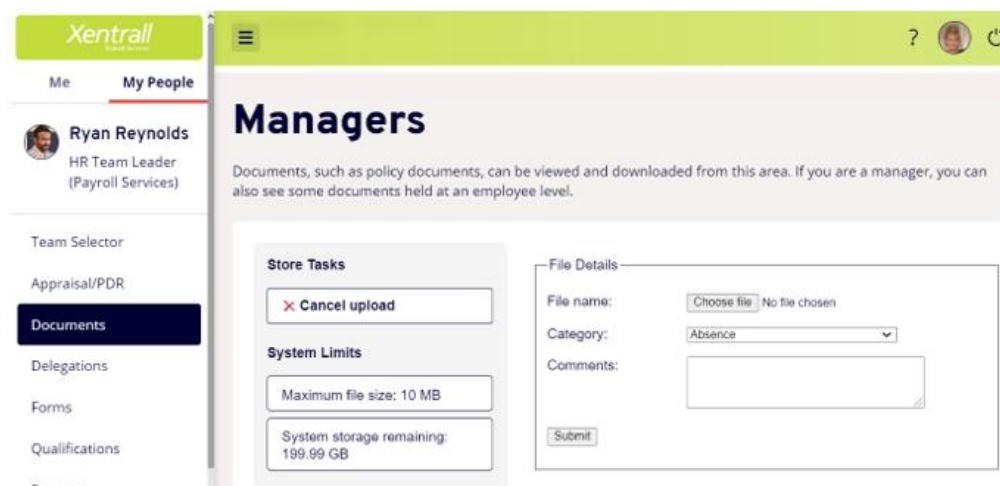 Xentrall
Me My People
Ryan Reynolds
HR Team Leader
(Payroll Services)
Team Selector
Appraisal/PDR
Documents
Delegations
Forms
Qualifications
?
Managers
Documents, such as policy documents, can be viewed and downloaded from this area. If you are a manager, you can
also see some documents held at an employee level.
Store Tasks
Cancel upload
System Limits
Maximum file size: 10 MB
System storage remaining:
199.99 GB
File Details
File name: Choose file No file chosen
Category: Absence
Comments:
Submit